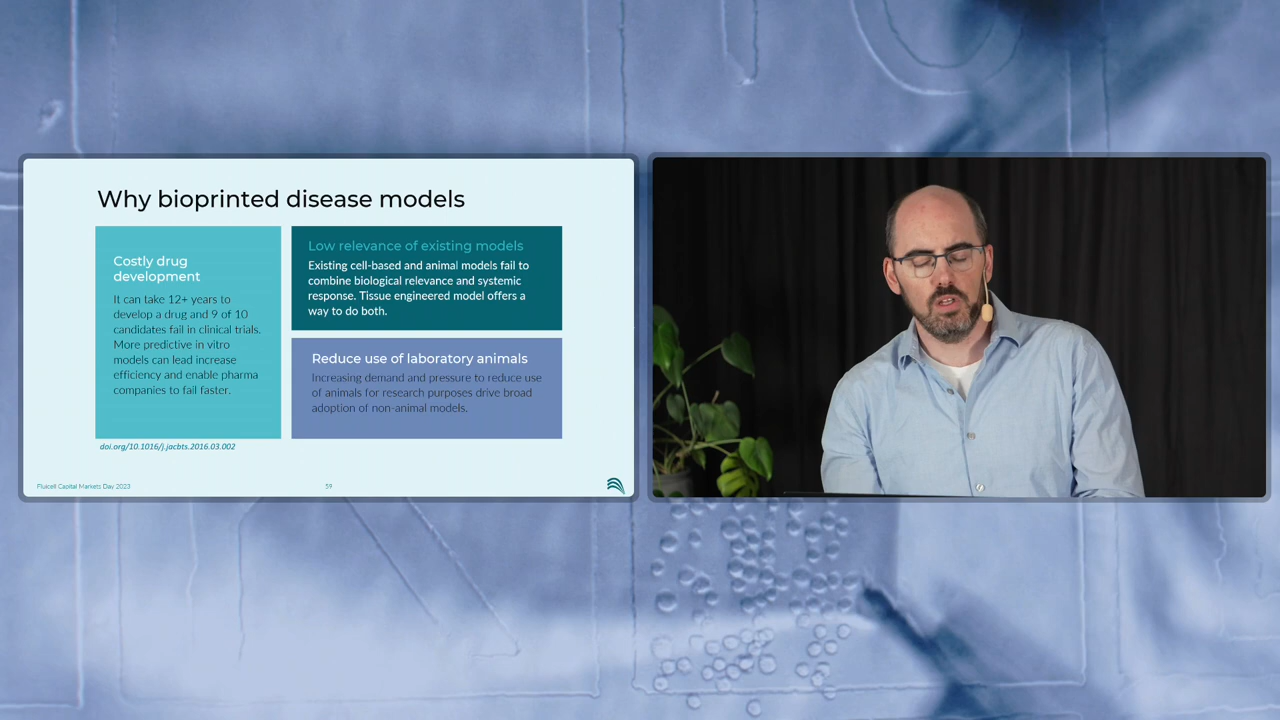 Why bioprinted disease models
Costly drug
development
It can take 12+ years to
develop a drug and 9 of 10
candidates fail in clinical trials.
More predictive in vitro
models can lead increase
efficiency and enable pharma
companies to fail faster.
Low relevance of existing models
Existing cell-based and animal models fail to
combine biological relevance and systemic
response. Tissue engineered model offers a
way to do both.
Reduce use of laboratory animals
Increasing demand and pressure to reduce use
of animals for research purposes drive broad
adoption of non-animal models.
doi.org/10.1016/j.jacbts.2016.03.002
Fluicell Capital Markets Day 2023
59